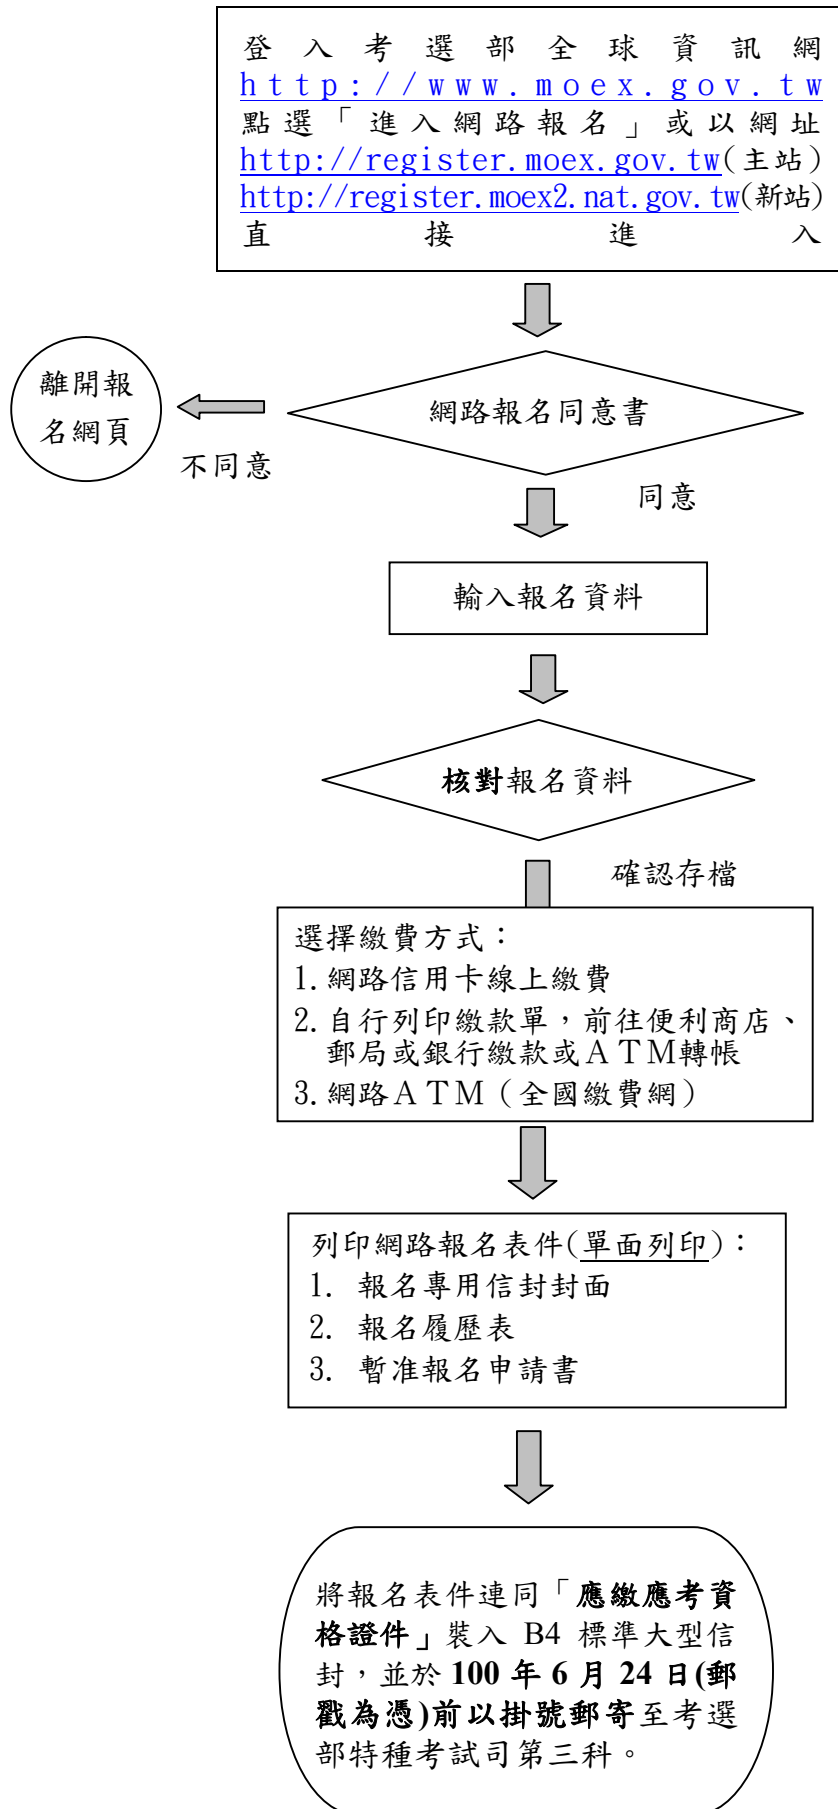 登入考選部全球資訊網
http://www.moex.gov.tw
點選「進入網路報名」或以網址
http://register.moex.gov.tw(主站)
http://register.moex2.nat.gov.tw(新站)
直接進入
離開報
名網頁
網路報名同意書
不同意
同意
輸入報名資料
核對報名資料
確認存檔
選擇繳費方式：
1.網路信用卡線上繳費
2.自行列印繳款單，前往便利商店、
郵局或銀行繳款或ＡＴＭ轉帳
3.網路ＡＴＭ（全國繳費網）
列印網路報名表件(單面列印)：
1. 報名專用信封封面
2. 報名履歷表
3. 暫准報名申請書
將報名表件連同「應繳應考資
格證件」裝入 B4 標準大型信
封，並於 100 年 6 月 24 日(郵
戳為憑)前以掛號郵寄至考選
部特種考試司第三科。